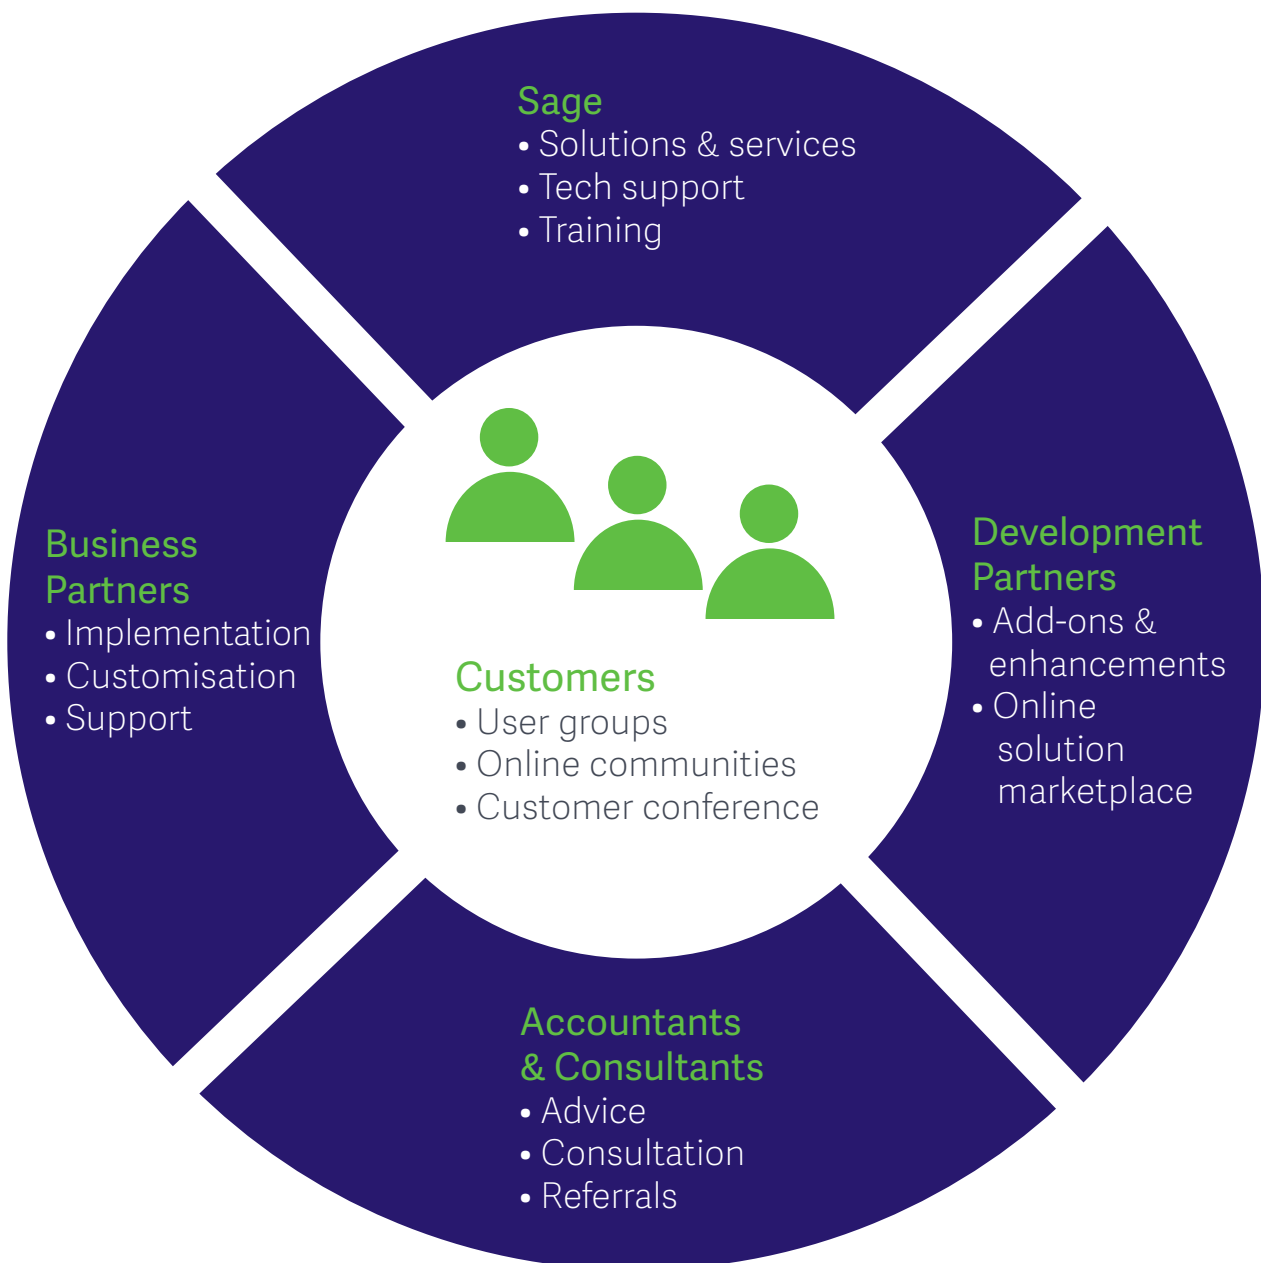 Sage
• Solutions & services
• Tech support
• Training
Business
Partners
• Implementation
• Customisation
• Support
Customers
• User groups
• Online communities
• Customer conference
Development
Partners
• Add-ons &
enhancements
• Online
solution
marketplace
Accountants
& Consultants
• Advice
• Consultation
• Referrals